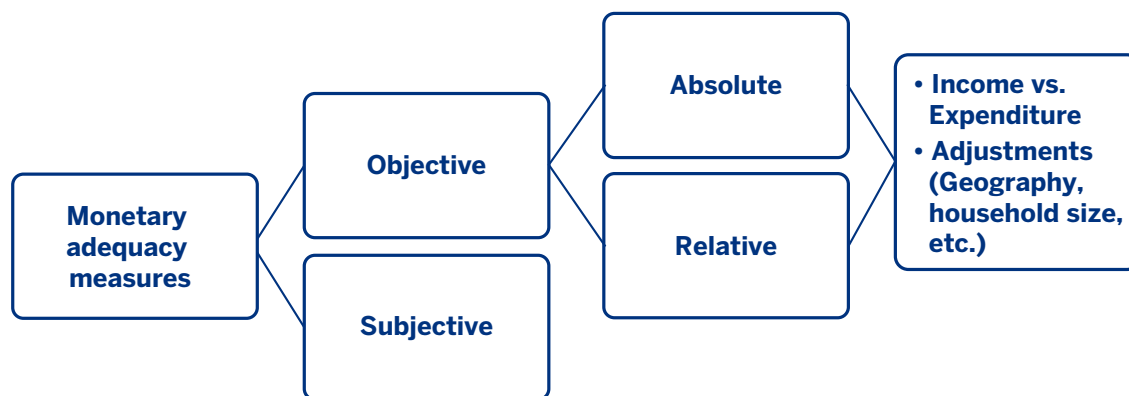 Monetary
adequacy
measures
Objective
Subjective
Absolute
Relative
• Income vs.
Expenditure
• Adjustments
(Geography,
household size,
etc.)